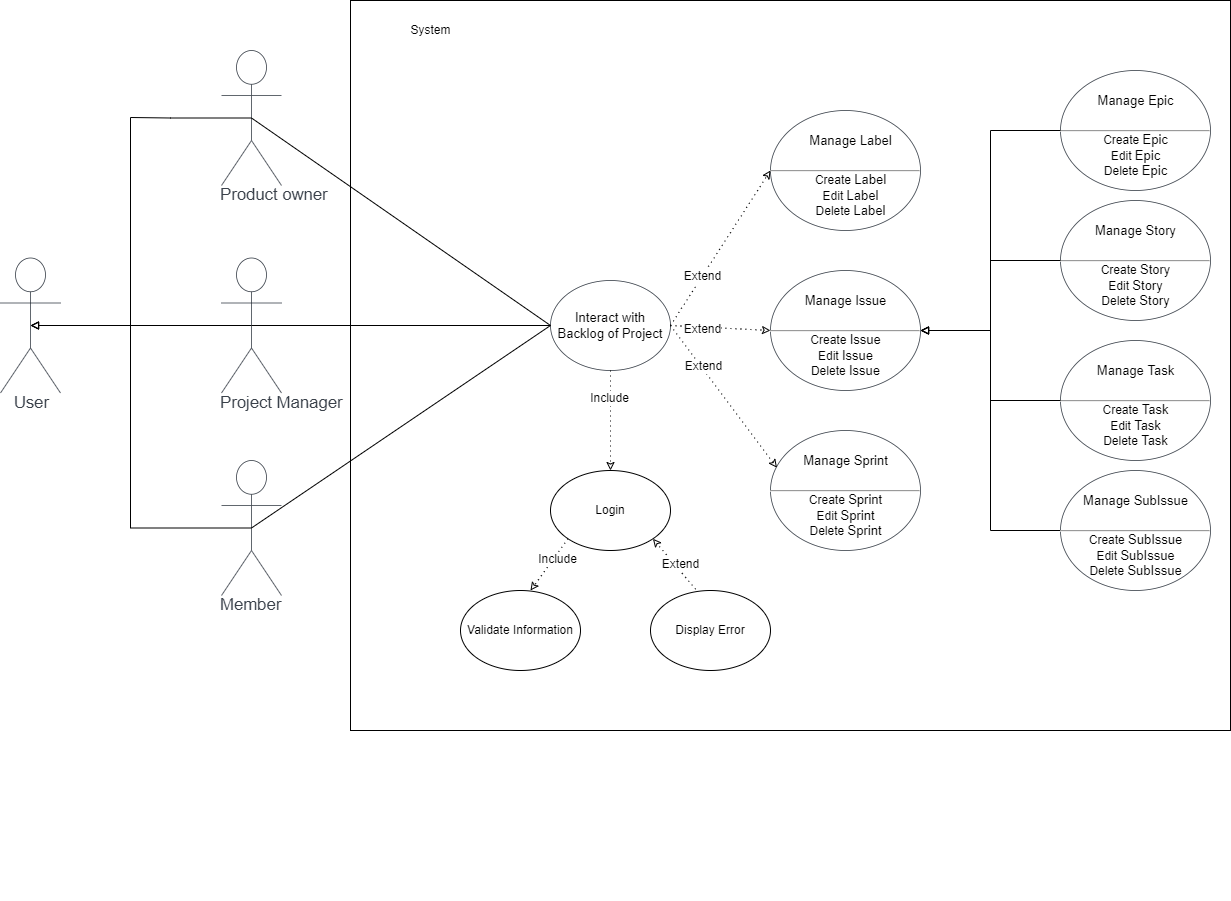 System
Product owner
User
Project Manager
Member
Interact with
Backlog of Project
Extend
Extend
Extend
Include
Login
Include
Extend
Validate Information
Display Error
Manage Label
Create Label
Edit Label
Delete Label
Manage Issue
Create Issue
Edit Issue
Delete Issue
Manage Sprint
Create Sprint
Edit Sprint
Delete Sprint
Manage Epic
Create Epic
Edit Epic
Delete Epic
Manage Story
Create Story
Edit Story
Delete Story
Manage Task
Create Task
Edit Task
Delete Task
Manage SubIssue
Create SubIssue
Edit SubIssue
Delete SubIssue